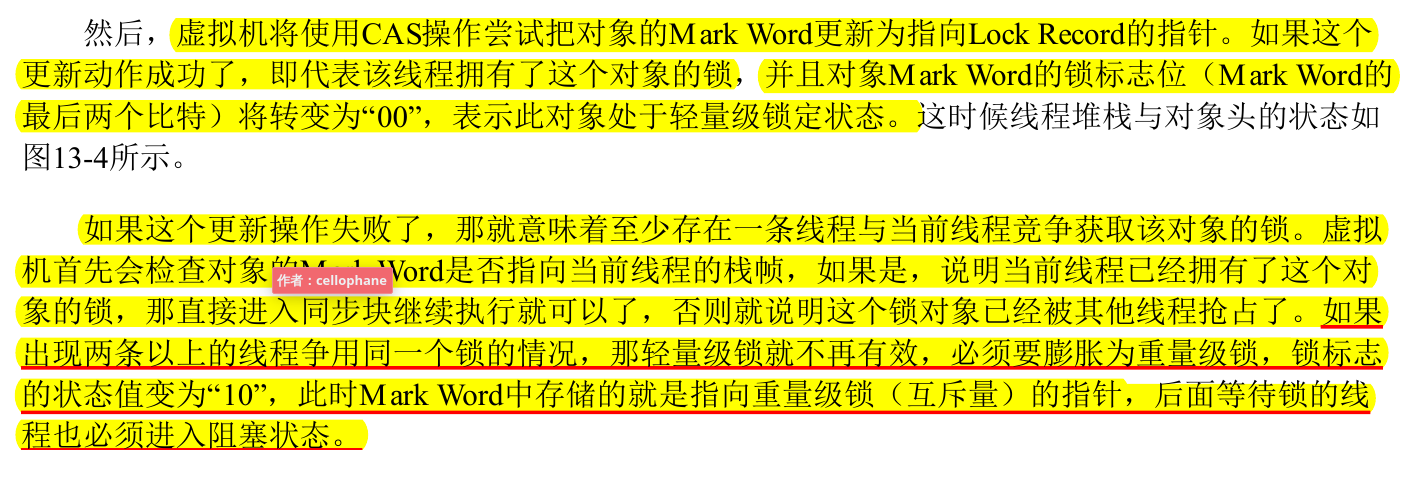 然后，虚拟机将使用CAS操作尝试把对象的Mark Word更新为指向Lock Record的指针。如果这个
更新动作成功了，即代表该线程拥有了这个对象的锁，并且对象Mark Word的锁标志位（Mark Word的
最后两个比特）将转变为“00”，表示此对象处于轻量级锁定状态。这时候线程堆栈与对象头的状态如
图13-4所示。
如果这个更新操作失败了，那就意味着至少存在一条线程与当前线程竞争获取该对象的锁。虚拟
机首先会检查对象的Mark Word是否指向当前线程的栈帧，如果是，说明当前线程已经拥有了这个对
作者：cellophane
象的锁，那直接进入同步块继续执行就可以了，否则就说明这个锁对象已经被其他线程抢占了。如果
出现两条以上的线程争用同一个锁的情况，那轻量级锁就不再有效，必须要膨胀为重量级锁，锁标志
的状态值变为“10”，此时Mark Word中存储的就是指向重量级锁（互斥量）的指针，后面等待锁的线
程也必须进入阻塞状态。